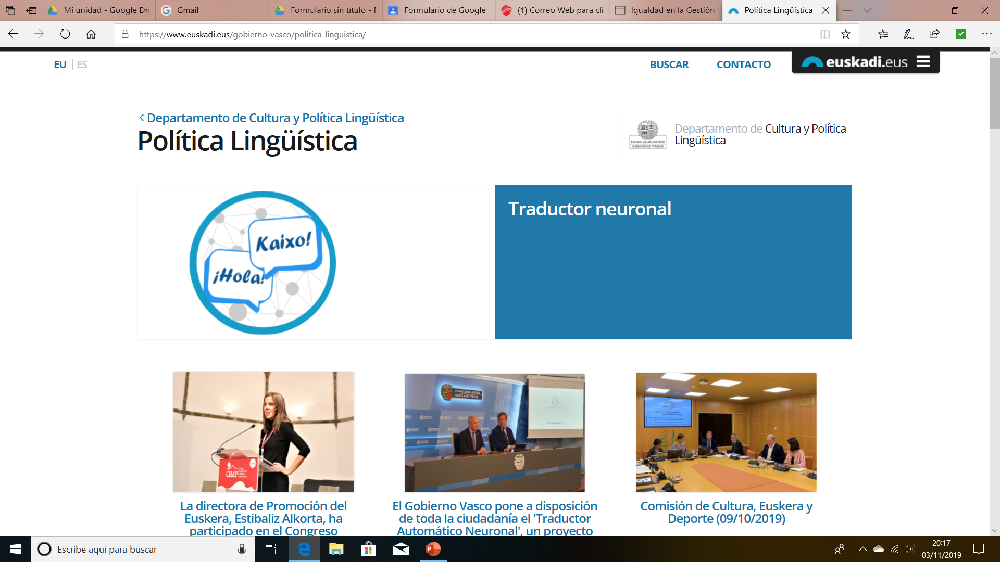 Mi unidad - Google Dri
Gmail
Formulario sin título - F
Formulario de Google
(1) Correo Web para cli
Igualdad en la Gestión
Política Lingüística
https://www.euskadi.eus/gobierno-vasco/politica-linguistica/
EU | ES
BUSCAR
CONTACTO
euskadi.eus
Departamento de Cultura y Política Lingüística
Política Lingüística
EUSKO JAURLARITZA
GOBIERNO VASCO
Departamento de Cultura y Política
Lingüística
Kaixo!
¡Hola!
Traductor neuronal
CIMP
EUSKO JAURLARITZA
GOBIERNO VASCO
euskadi.eus
La directora de Promoción del
Euskera, Estibaliz Alkorta, ha
participado en el Congreso
El Gobierno Vasco pone a disposición
de toda la ciudadanía el 'Traductor
Automático Neuronal', un proyecto
Comisión de Cultura, Euskera y
Deporte (09/10/2019)
Escribe aquí para buscar
20:17
03/11/2019